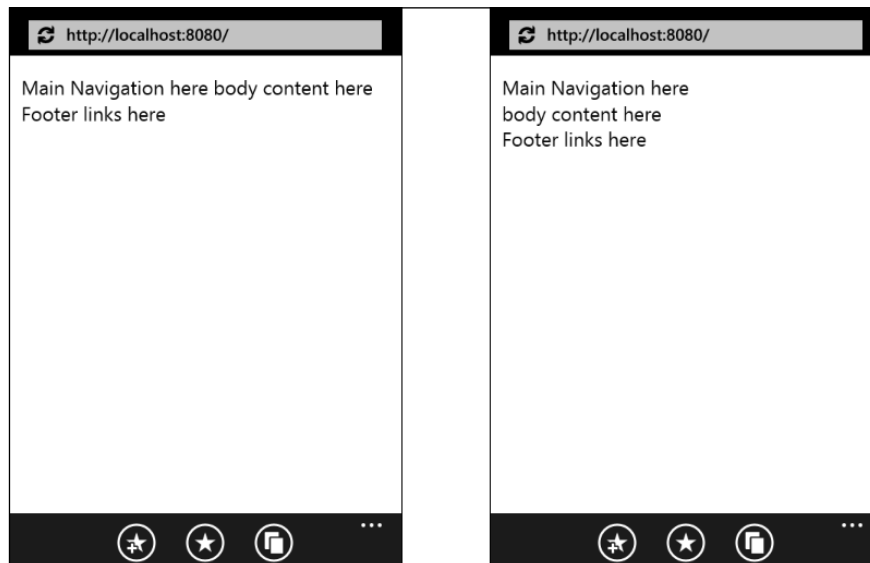 http://localhost:8080/
Main Navigation here body content here
Footer links here
http://localhost:8080/
Main Navigation here
body content here
Footer links here